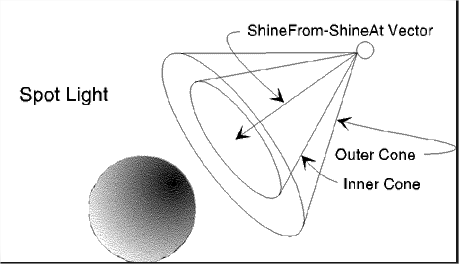 ShineFrom-ShineAt Vector
Spot Light
Outer Cone
Inner Cone